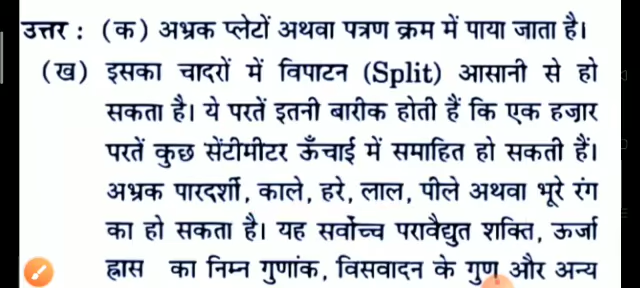 उत्तर : (क) अभ्रक प्लेटों अथवा पत्रण क्रम में पाया जाता है।
(ख) इसका चादरों में विपाटन (Split) आसानी से हो
सकता है। ये परतें इतनी बारीक होती हैं कि एक हज़ार
परतें कुछ सेंटीमीटर ऊँचाई में समाहित हो सकती हैं।
अभ्रक पारदर्शी, काले, हरे, लाल, पीले अथवा भूरे रंग
का हो सकता है। यह सर्वोच्च परावैद्युत शक्ति, ऊर्जा
ह्रास का निम्न गुणांक, विसवादन के गुण और अन्य